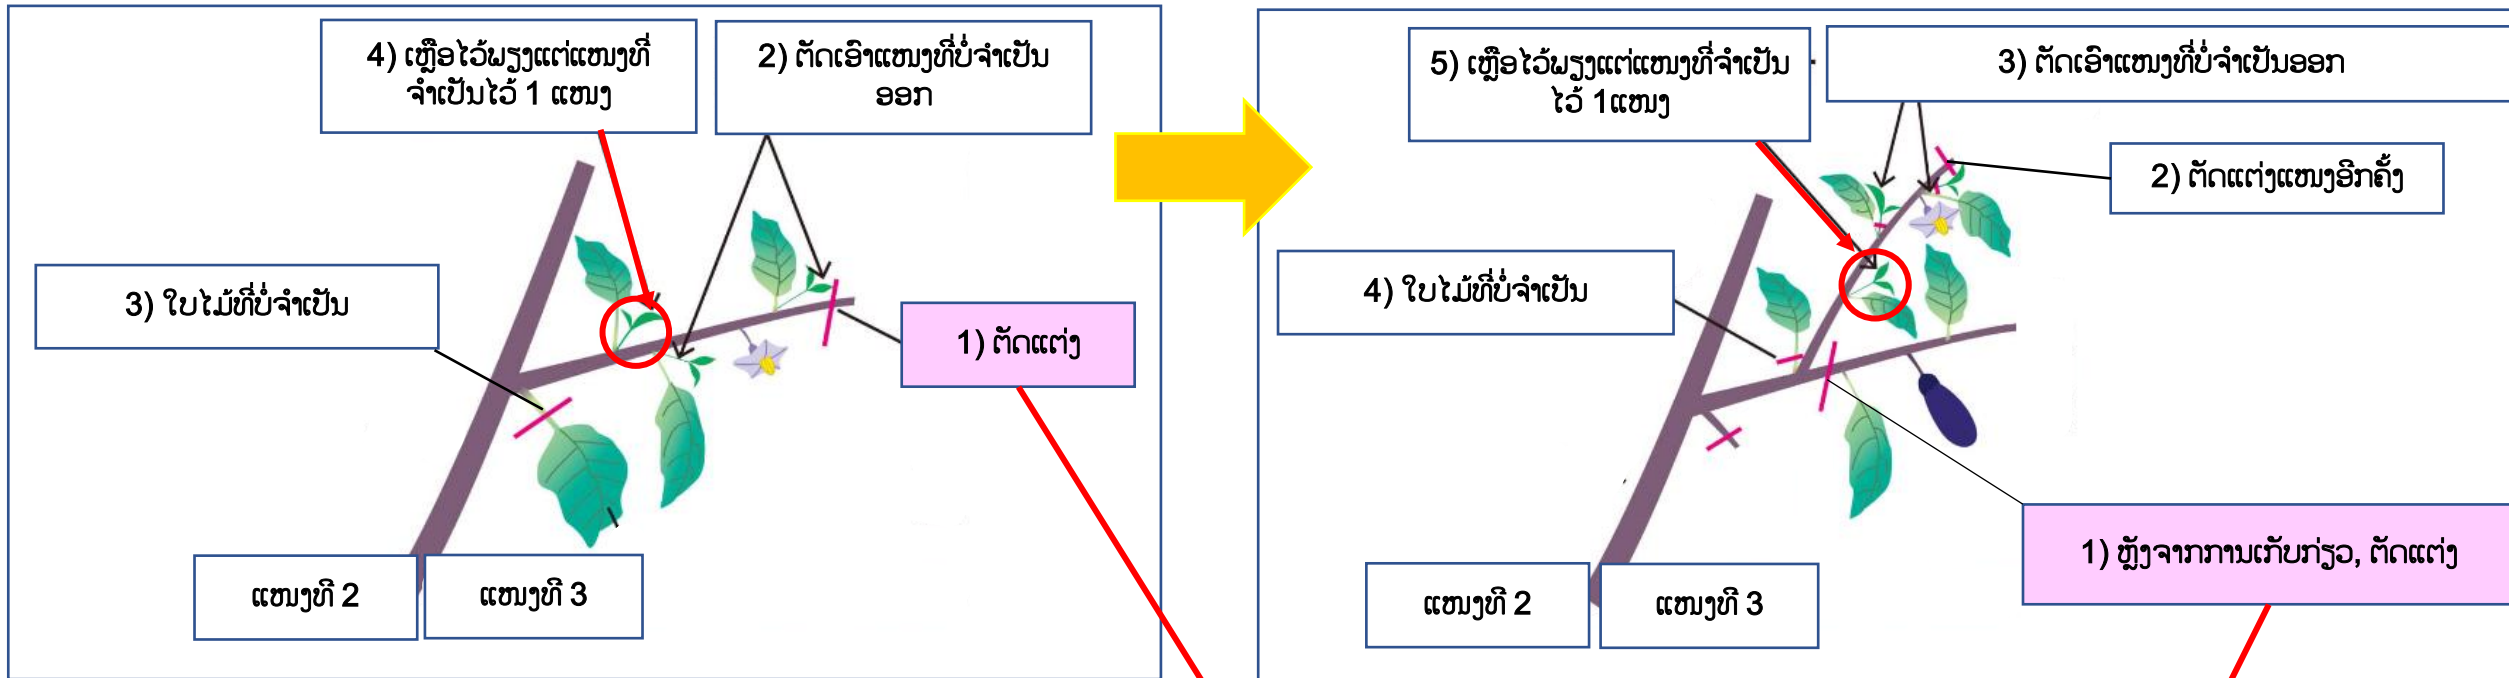 4) ເຫຼືອໄວ້ພຽງແຕ່ແໜງທີ່
ຈຳເປັນໄວ້ 1 ແໜງ
2) ຕັດເອົາແໜງທີ່ບໍ່ຈຳເປັນ
ອອກ
3) ໃບໄມ້ທີ່ບໍ່ຈຳເປັນ
1) ຕັດແຕ່ງ
ແໜງທີ 2
ແໜງທີ 3
5) ເຫຼືອໄວ້ພຽງແຕ່ແໜງທີ່ຈຳເປັນ
ໄວ້ 1ແໜງ
3) ຕັດເອົາແໜງທີ່ບໍ່ຈຳເປັນອອກ
2) ຕັດແຕ່ງແໜງອີກຄັ້ງ
4) ໃບໄມ້ທີ່ບໍ່ຈຳເປັນ
1) ຫຼັງຈາກການເກັບກ່ຽວ, ຕັດແຕ່ງ
ແໜງທີ 2
ແໜງທີ 3